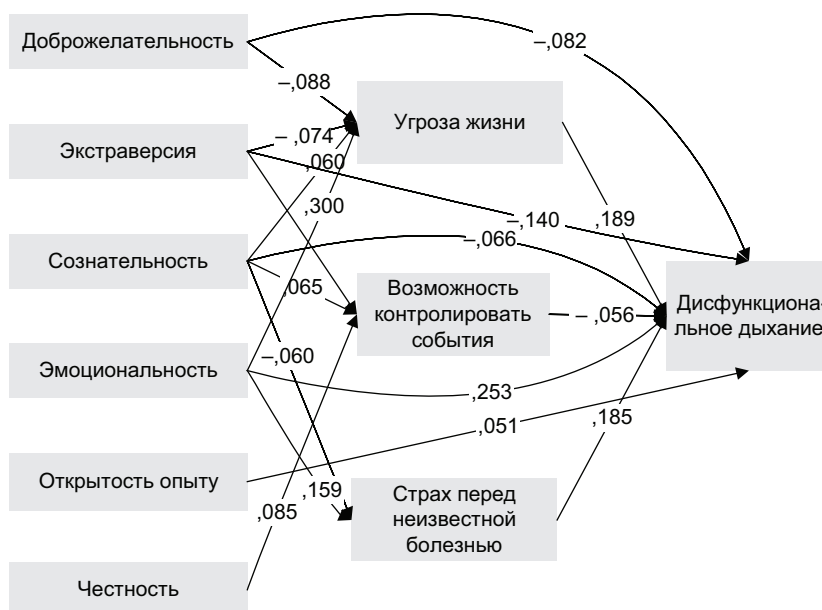 Доброжелательность
–,082
–,088
Угроза жизни
Экстраверсия
– ,074
,060
,300
–,140
,189
–,066
Сознательность
,065
Возможность
контролировать
события
– ,056
Дисфункциона-
льное дыхание
–,060
Эмоциональность
,253
,051
,185
Открытость опыту
,159
,085
Страх перед
неизвестной
болезнью
Честность